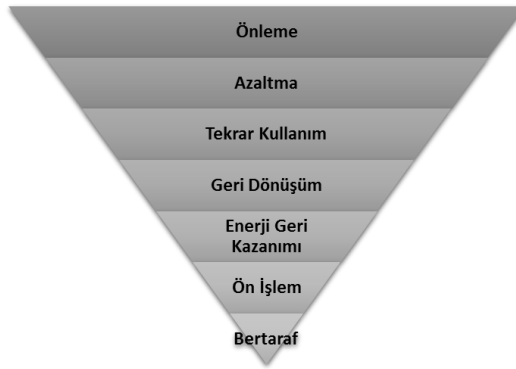 Önleme
Azaltma
Tekrar Kullanım
Geri Dönüşüm
Enerji Geri
Kazanımı
Ön İşlem
Bertaraf